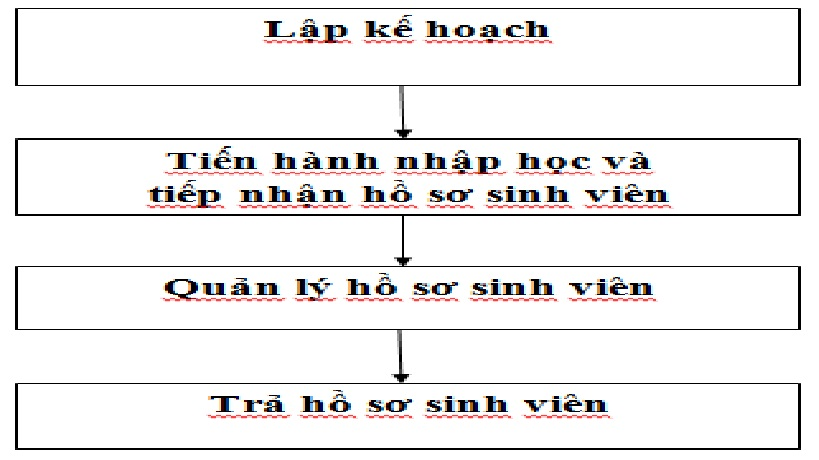 Lập kế hoạch
Tiến hành nhập học và
tiếp nhận hồ sơ sinh viên
Quản lý hồ sơ sinh viên
Trả hồ sơ sinh viên